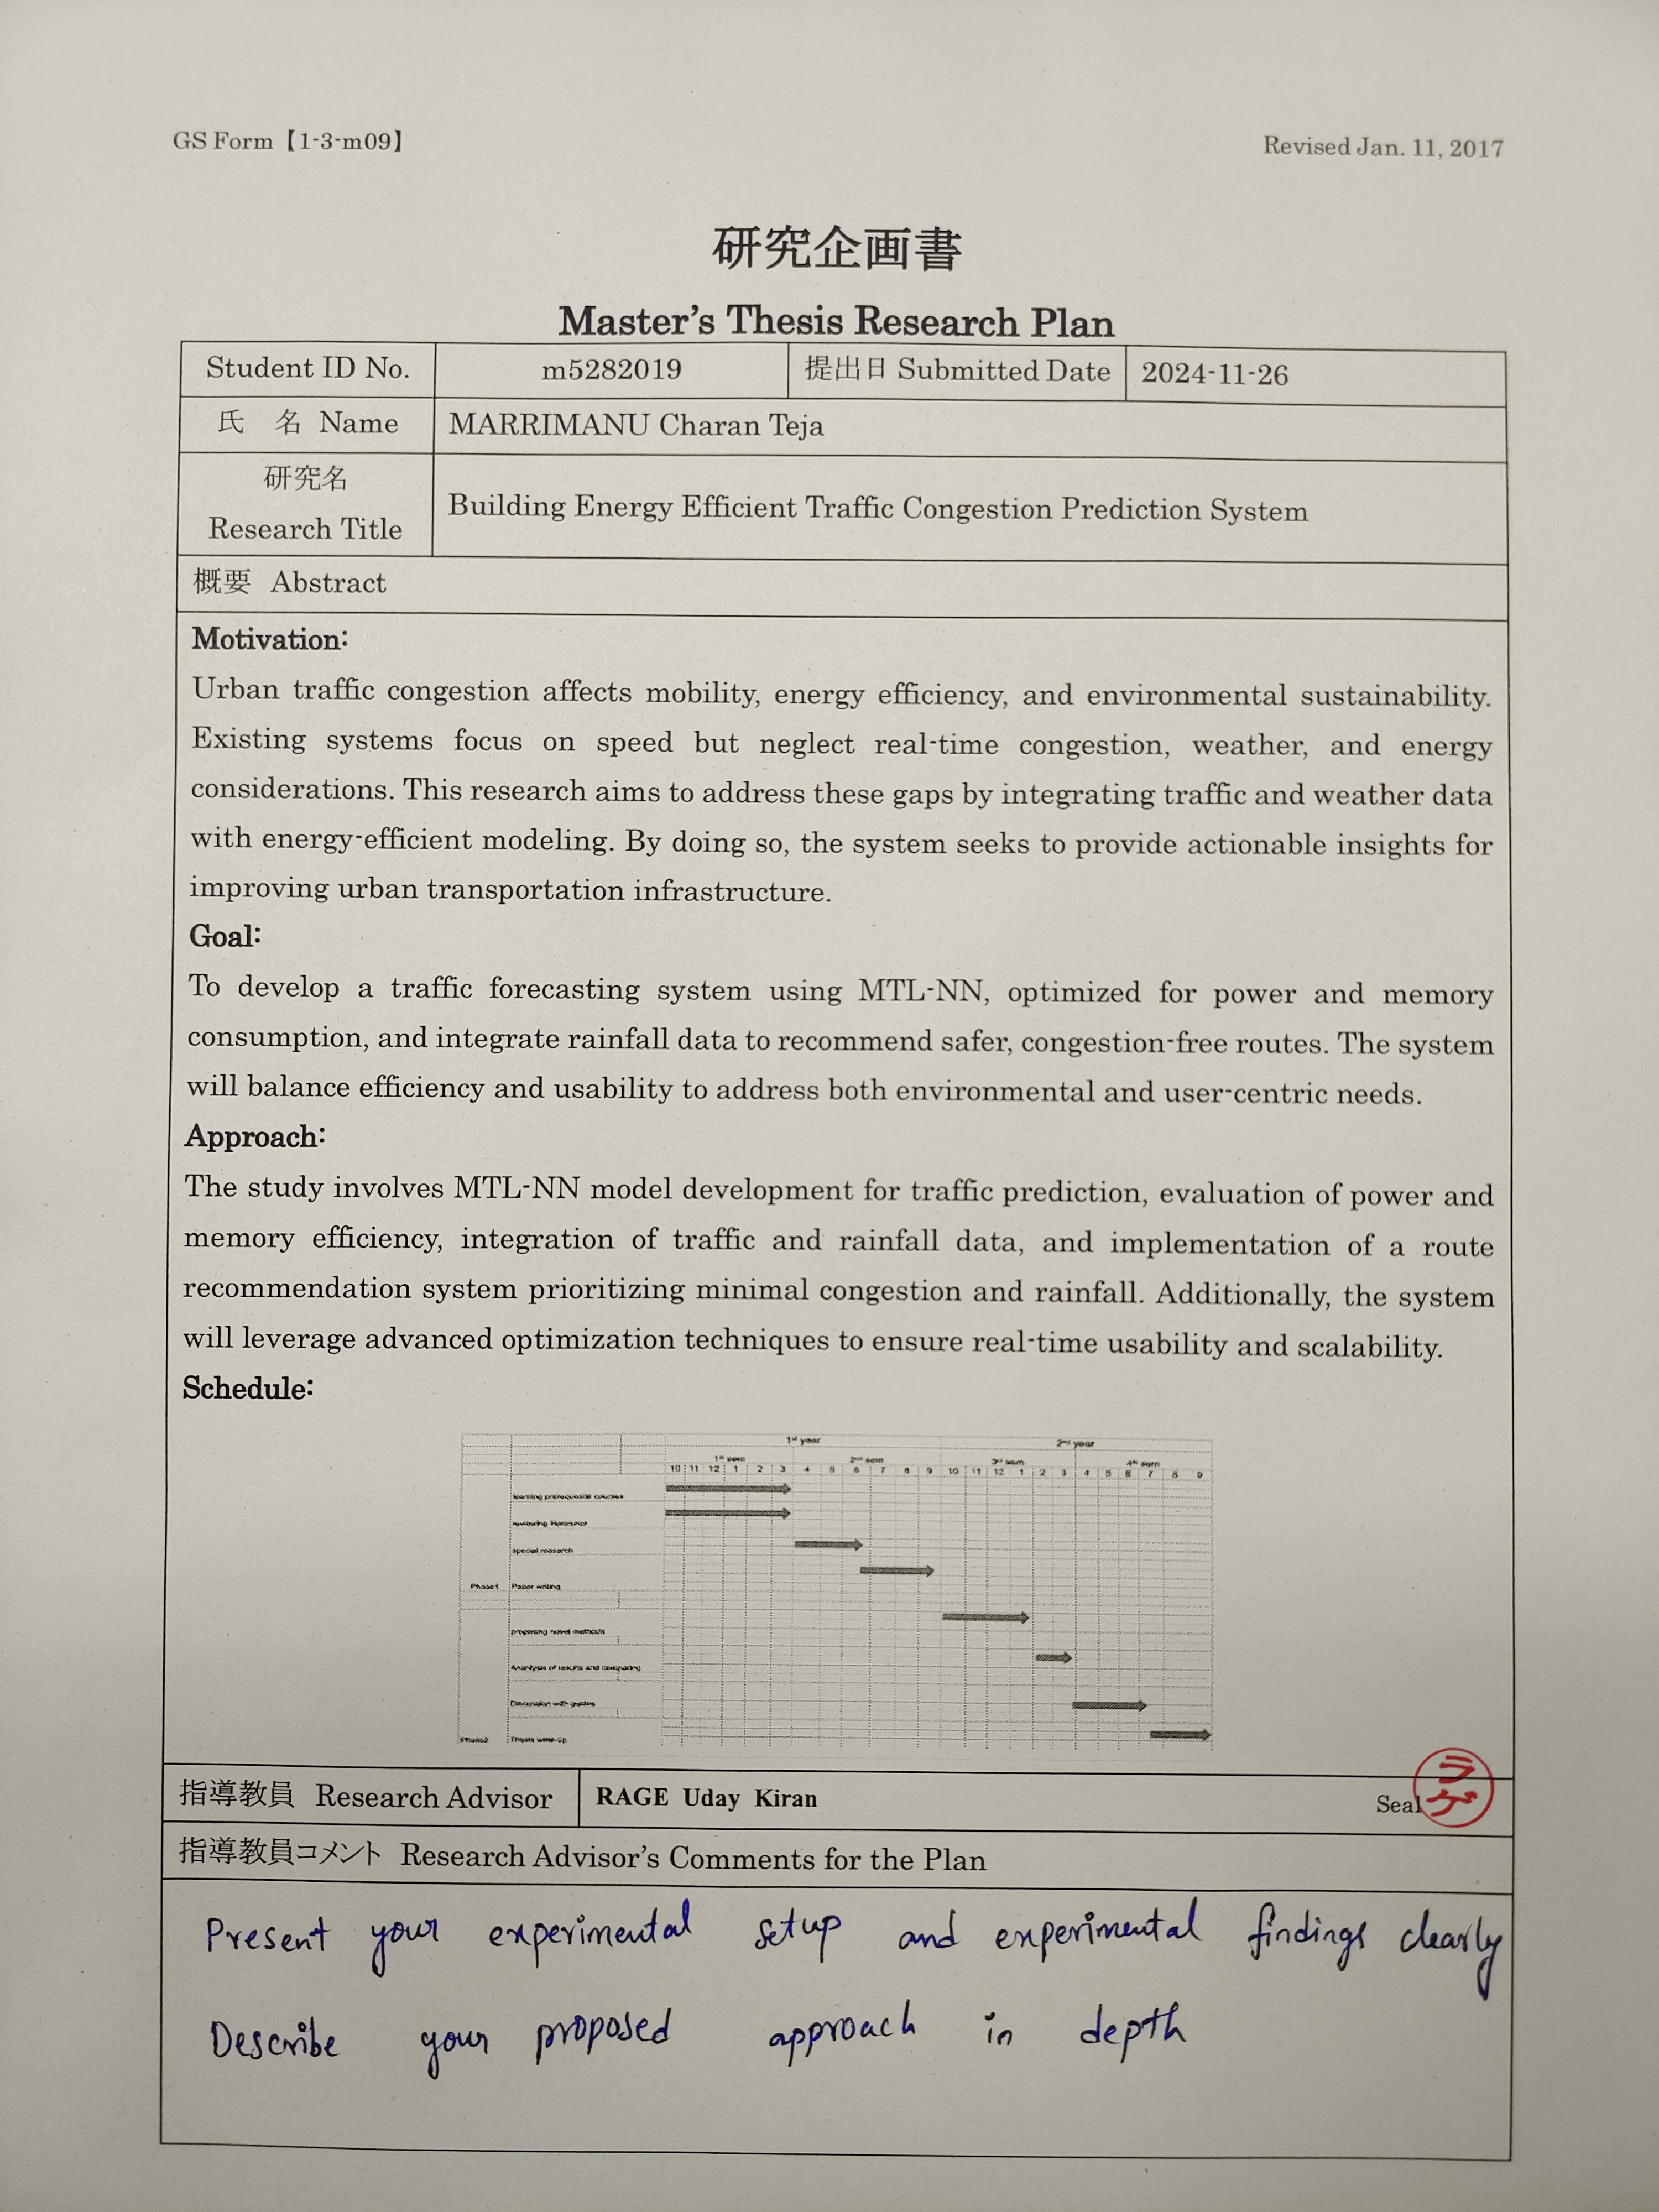 GS Form【1-3-m09】
Revised Jan. 11, 2017
研究企画書
Master's Thesis Research Plan
Student ID No. m5282019 提出日 Submitted Date 2024-11-26
氏 名 Name MARRIMANU Charan Teja
研究名
Research Title
Building Energy Efficient Traffic Congestion Prediction System
概要 Abstract
Motivation:
Urban traffic congestion affects mobility, energy efficiency, and environmental sustainability.
Existing systems focus on speed but neglect real-time congestion, weather, and energy
considerations. This research aims to address these gaps by integrating traffic and weather data
with energy-efficient modeling. By doing so, the system seeks to provide actionable insights for
improving urban transportation infrastructure.
Goal:
To develop a traffic forecasting system using MTL-NN, optimized for power and memory
consumption, and integrate rainfall data to recommend safer, congestion-free routes. The system
will balance efficiency and usability to address both environmental and user-centric needs.
Approach:
The study involves MTL-NN model development for traffic prediction, evaluation of power and
memory efficiency, integration of traffic and rainfall data, and implementation of a route
recommendation system prioritizing minimal congestion and rainfall. Additionally, the system
will leverage advanced optimization techniques to ensure real-time usability and scalability.
Schedule:
1st year 2nd year
1st sem 2nd sem 3rd sem 4th sem
10 11 12 1 2 3 4 5 6 7 8 9 10 11 12 1 2 3 4 5 6 7 8 9
learning prerequisite courses
reviewing
special research
Phase1 Paper writing
proposing novel methods
Analysis of results and comparing
Discussion with guides
Phase2 Thesis write-up
指導教員 Research Advisor RAGE Uday Kiran Seal
ラゲ
指導教員コメント Research Advisor's Comments for the Plan
Present your experimental setup and experimental findings clearly
Describe your proposed approach in depth